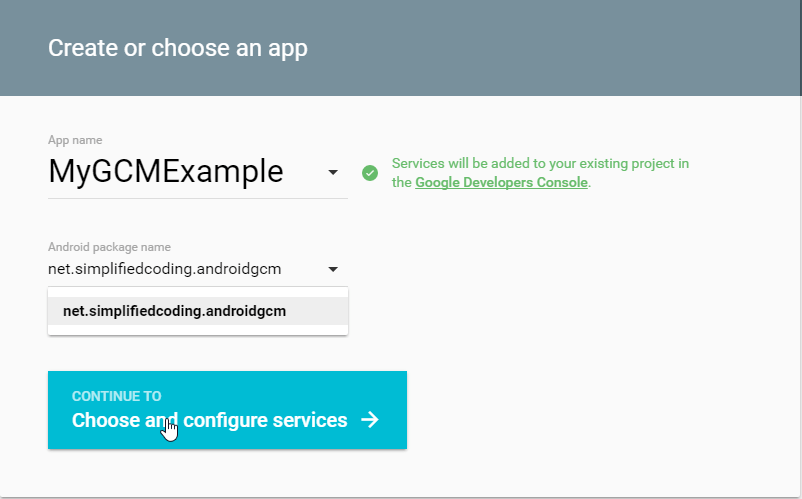 Create or choose an app
App name
MyGCMExample
Services will be added to your existing project in
the Google Developers Console.
Android package name
net.simplifiedcoding.androidgcm
net.simplifiedcoding.androidgcm
CONTINUE TO
Choose and configure services